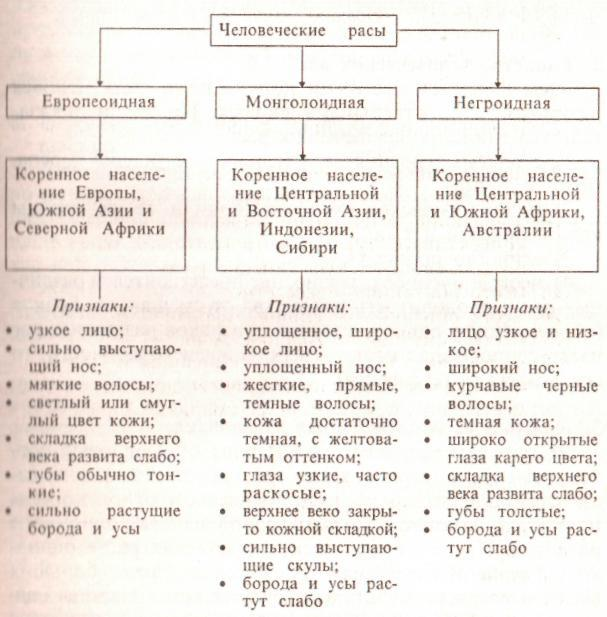 Человеческие расы
Европеоидная
Монголоидная
Негроидная
Коренное населе-
ние Европы,
Южной Азии и
Северной Африки
Коренное населе-
ние Центральной
и Восточной Азии,
Индонезии,
Сибири
Коренное населе-
ние Центральной
и Южной Африки,
Австралии
Признаки:
• узкое лицо;
• сильно выступаю-
щий нос;
• мягкие волосы;
• светлый или смуг-
лый цвет кожи;
• складка верхнего
века развита слабо;
• губы обычно тон-
кие;
• сильно растущие
борода и усы
Признаки:
• уплощенное, широ-
кое лицо;
• уплощенный нос;
• жесткие, прямые,
темные волосы;
• кожа достаточно
темная, с желтова-
тым оттенком;
• глаза узкие, часто
раскосые;
• верхнее веко закры-
то кожной складкой;
• сильно выступаю-
щие скулы;
• борода и усы рас-
тут слабо
Признаки:
• лицо узкое и низ-
кое;
• широкий нос;
• курчавые черные
волосы;
• темная кожа;
• широко открытые
глаза карего цвета;
• складка верхнего
века развита слабо;
• губы толстые;
• борода и усы рас-
тут слабо